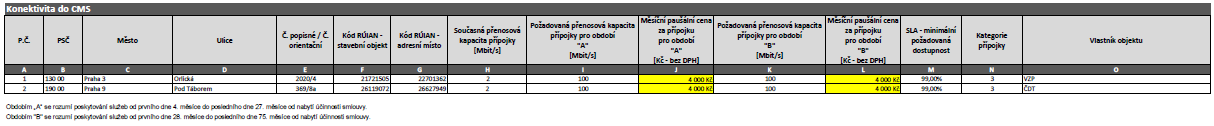 Konektivita do CMS
P.Č. PSČ Město Ulice Č. popisné / Č. orientační Kód RÚIAN - stavební objekt Kód RÚIAN - adresní místo Současná přenosová kapacita přípojky [Mbit/s] Požadovaná přenosová kapacita přípojky pro období "A" [Mbit/s] Měsíční paušální cena za přípojku pro období "A" [Kč - bez DPH] Požadovaná přenosová kapacita přípojky pro období "B" [Mbit/s] Měsíční paušální cena za přípojku pro období "B" [Kč - bez DPH] SLA - minimální požadovaná dostupnost Kategorie přípojky Vlastník objektu
A B C D E F G H I J K L M N O
1 130 00 Praha 3 Orlická 2020/4 21721505 22701362 2 100 4 000 Kč 100 4 000 Kč 99,00% 3 VZP
2 190 00 Praha 9 Pod Táborem 369/8a 26119072 26627949 2 100 4 000 Kč 100 4 000 Kč 99,00% 3 ČDT
Obdobím „A" se rozumí poskytování služeb od prvního dne 4. měsíce do posledního dne 27. měsíce od nabytí účinnosti smlouvy.
Obdobím "B" se rozumí poskytování služeb od prvního dne 28. měsíce do posledního dne 75. měsíce od nabytí účinnosti smlouvy.